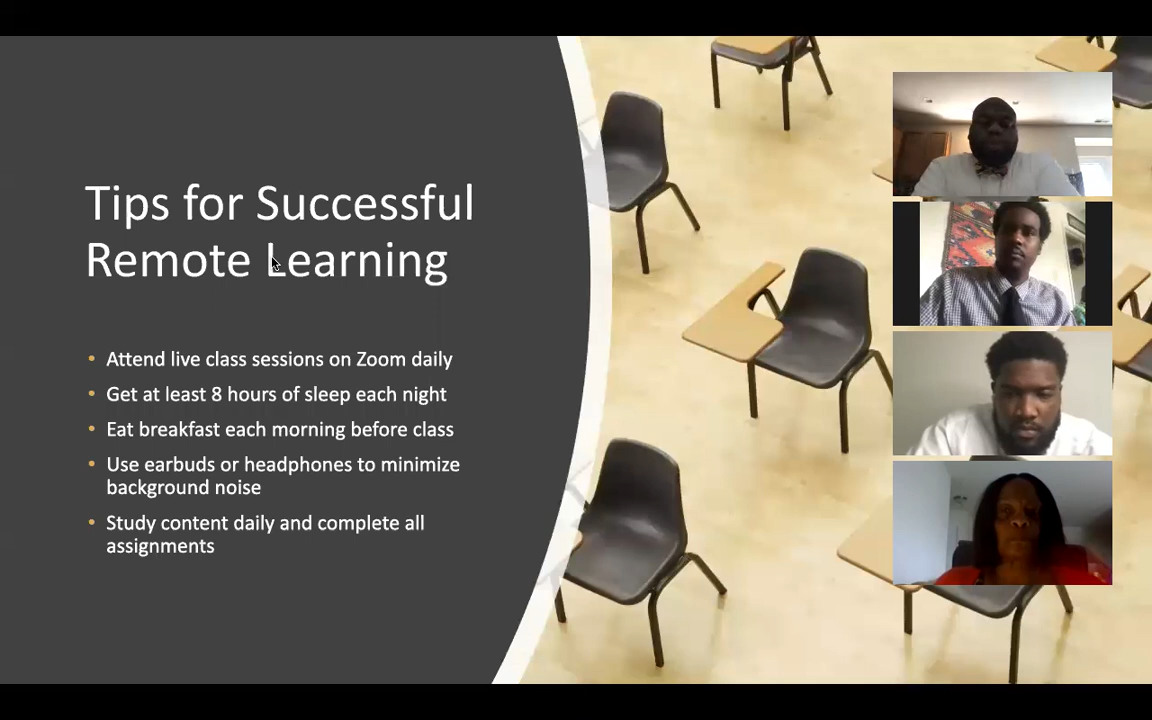 Tips for Successful
Remote Learning
• Attend live class sessions on Zoom daily
• Get at least 8 hours of sleep each night
• Eat breakfast each morning before class
• Use earbuds or headphones to minimize
background noise
• Study content daily and complete all
assignments